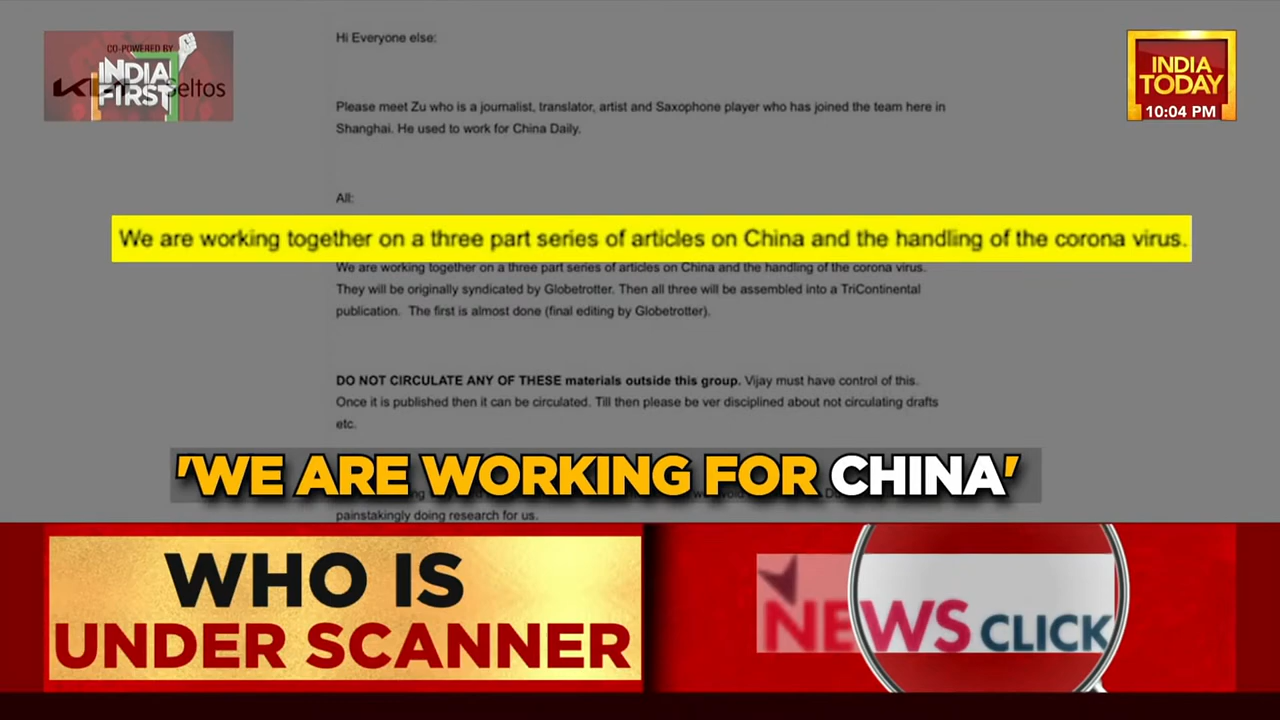 CO-POWERED BY
INDIA
FIRST
Seltos
INDIA
TODAY
10:04 PM
Hi Everyone else:
Please meet Zu who is a journalist, translator, artist and Saxophone player who has joined the team here in
Shanghai. He used to work for China Daily.
All:
We are working together on a three part series of articles on China and the handling of the corona virus.
We are working together on a three part series of articles on China and the handling of the corona virus.
They will be originally syndicated by Globetrotter. Then all three will be assembled into a TriContinental
publication. The first is almost done (final editing by Globetrotter).
DO NOT CIRCULATE ANY OF THESE materials outside this group. Vijay must have control of this.
Once it is published then it can be circulated. Till then please be ver disciplined about not circulating drafts
etc.
'WE ARE WORKING FOR CHINA'
painstakingly doing research for us.
WHO IS
UNDER SCANNER
NEWS CLICK